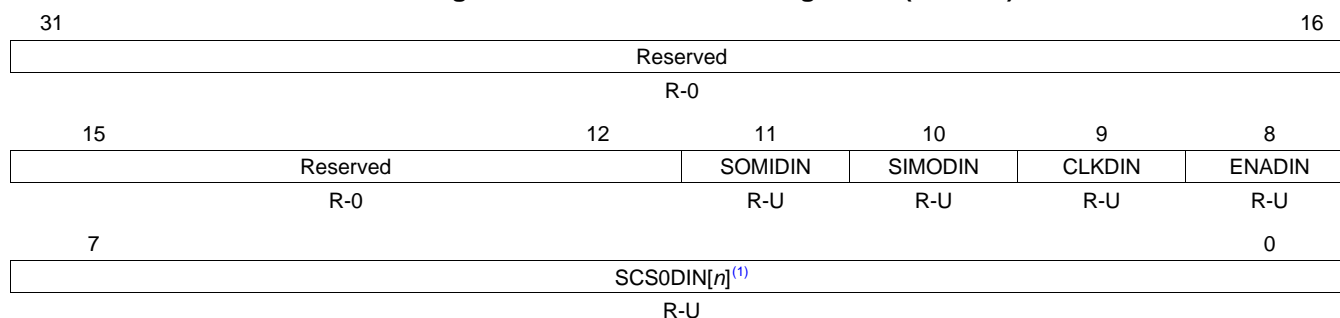 31 16
Reserved
R-0
15 12 11 10 9 8
Reserved SOMIDIN SIMODIN CLKDIN ENADIN
R-0 R-U R-U R-U R-U
7 0
SCS0DIN[n](1)
R-U